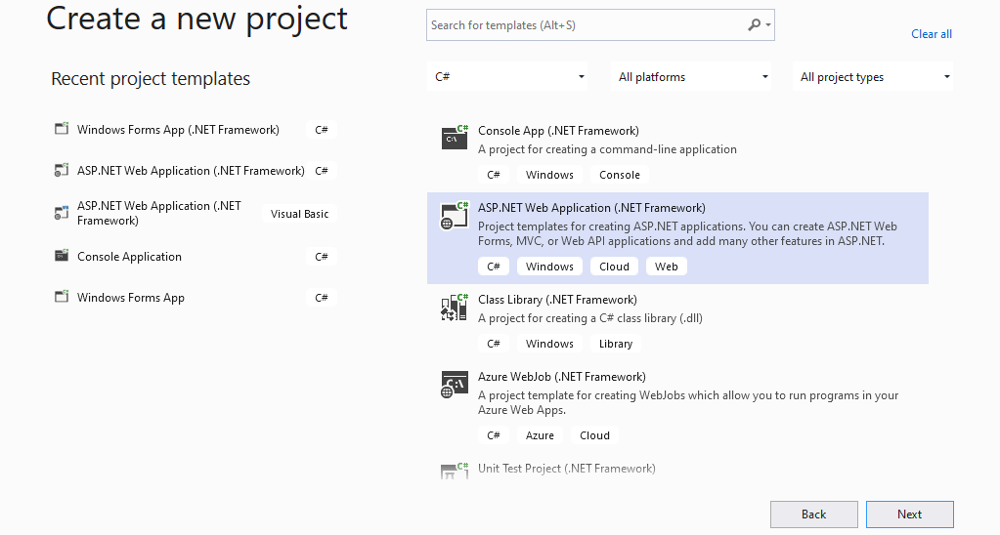 Create a new project
Search for templates (Alt+S)
Clear all
Recent project templates
C#
All platforms
All project types
Windows Forms App (.NET Framework)
C#
ASP.NET Web Application (.NET Framework)
C#
ASP.NET Web Application (.NET
Framework)
Visual Basic
Console Application
C#
Windows Forms App
C#
Console App (.NET Framework)
A project for creating a command-line application
C# Windows Console
ASP.NET Web Application (.NET Framework)
Project templates for creating ASP.NET applications. You can create ASP.NET Web
Forms, MVC, or Web API applications and add many other features in ASP.NET.
C# Windows Cloud Web
Class Library (.NET Framework)
A project for creating a C# class library (.dll)
C# Windows Library
Azure WebJob (.NET Framework)
A project template for creating WebJobs which allow you to run programs in your
Azure Web Apps.
C# Azure Cloud
Unit Test Project (.NET Framework)
Back
Next